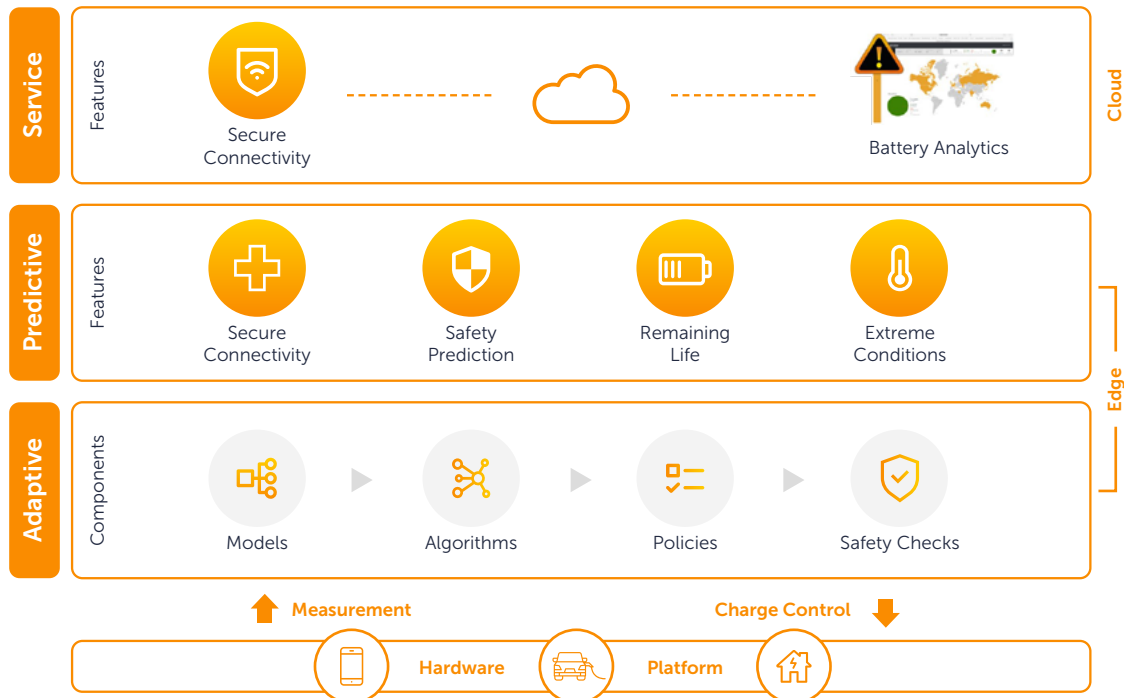 Service
Features
Secure
Connectivity
Battery Analytics
Cloud
Predictive
Features
Secure
Connectivity
Safety
Prediction
Remaining
Life
Extreme
Conditions
Edge
Adaptive
Components
Models
Algorithms
Policies
Safety Checks
Measurement
Charge Control
Hardware
Platform